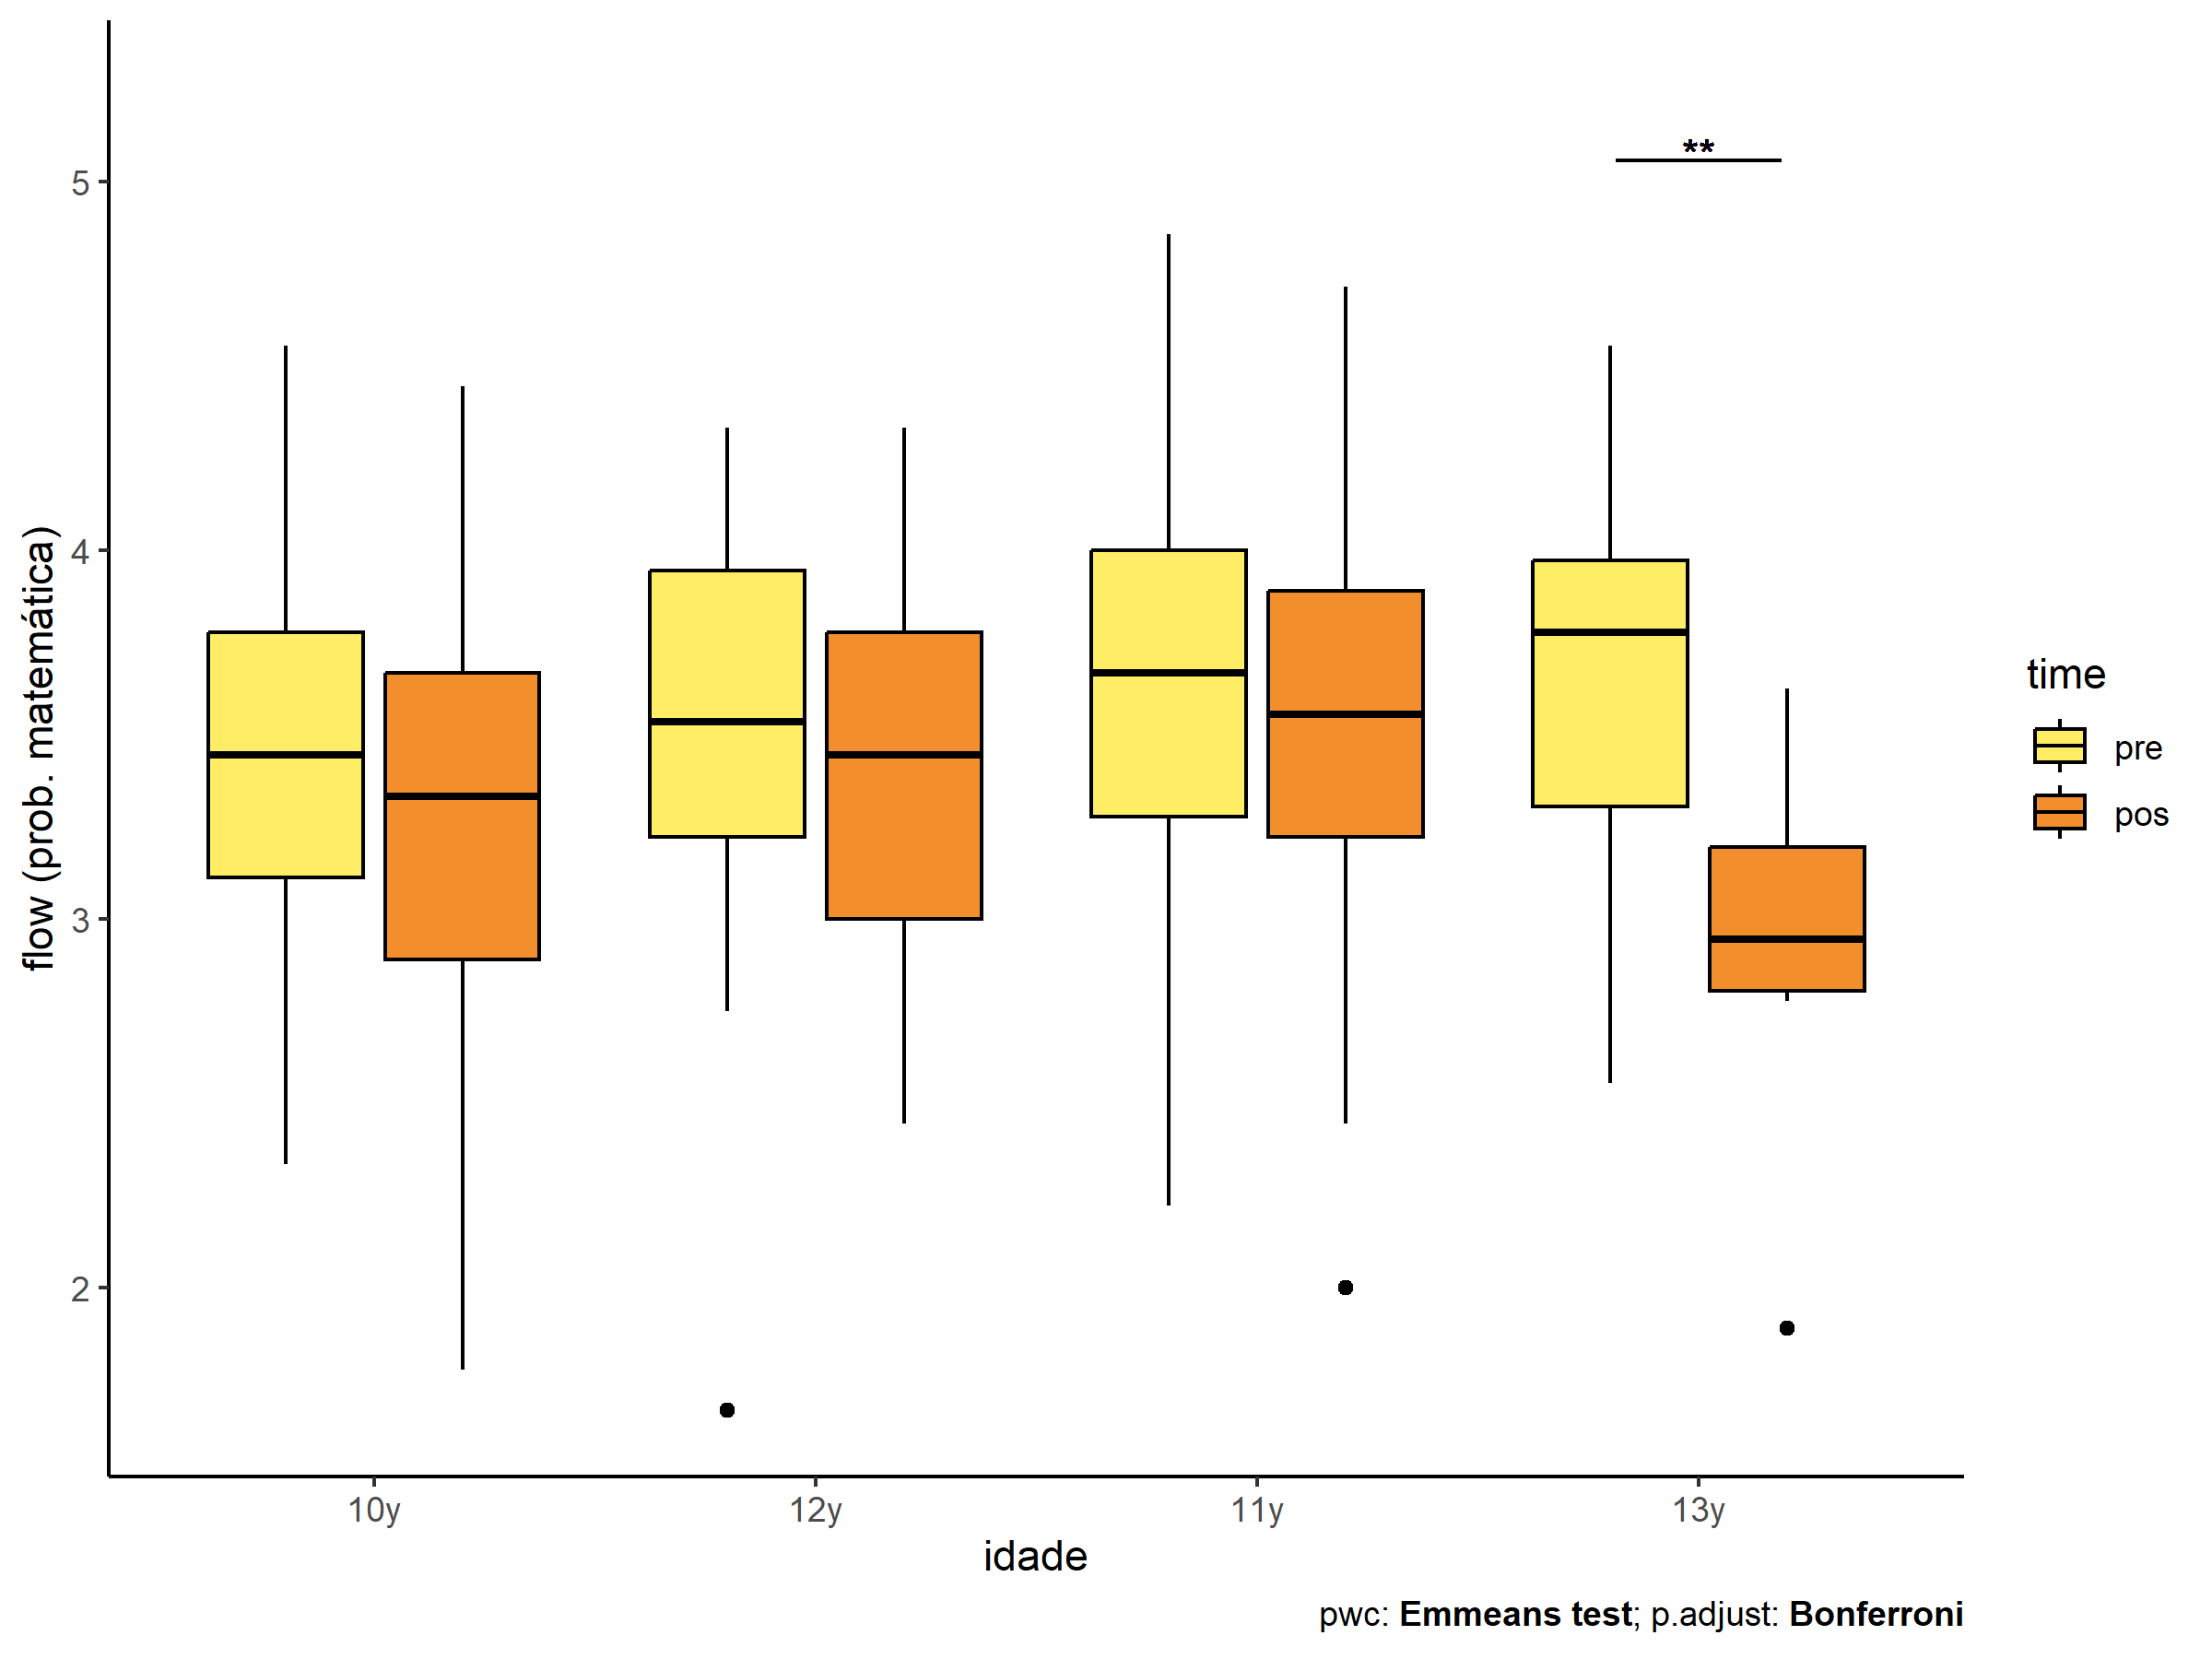 **
5
4
3
2
flow (prob. matemática)
10y
12y
11y
13y
idade
time
pre
pos
pwc: Emmeans test; p.adjust: Bonferroni